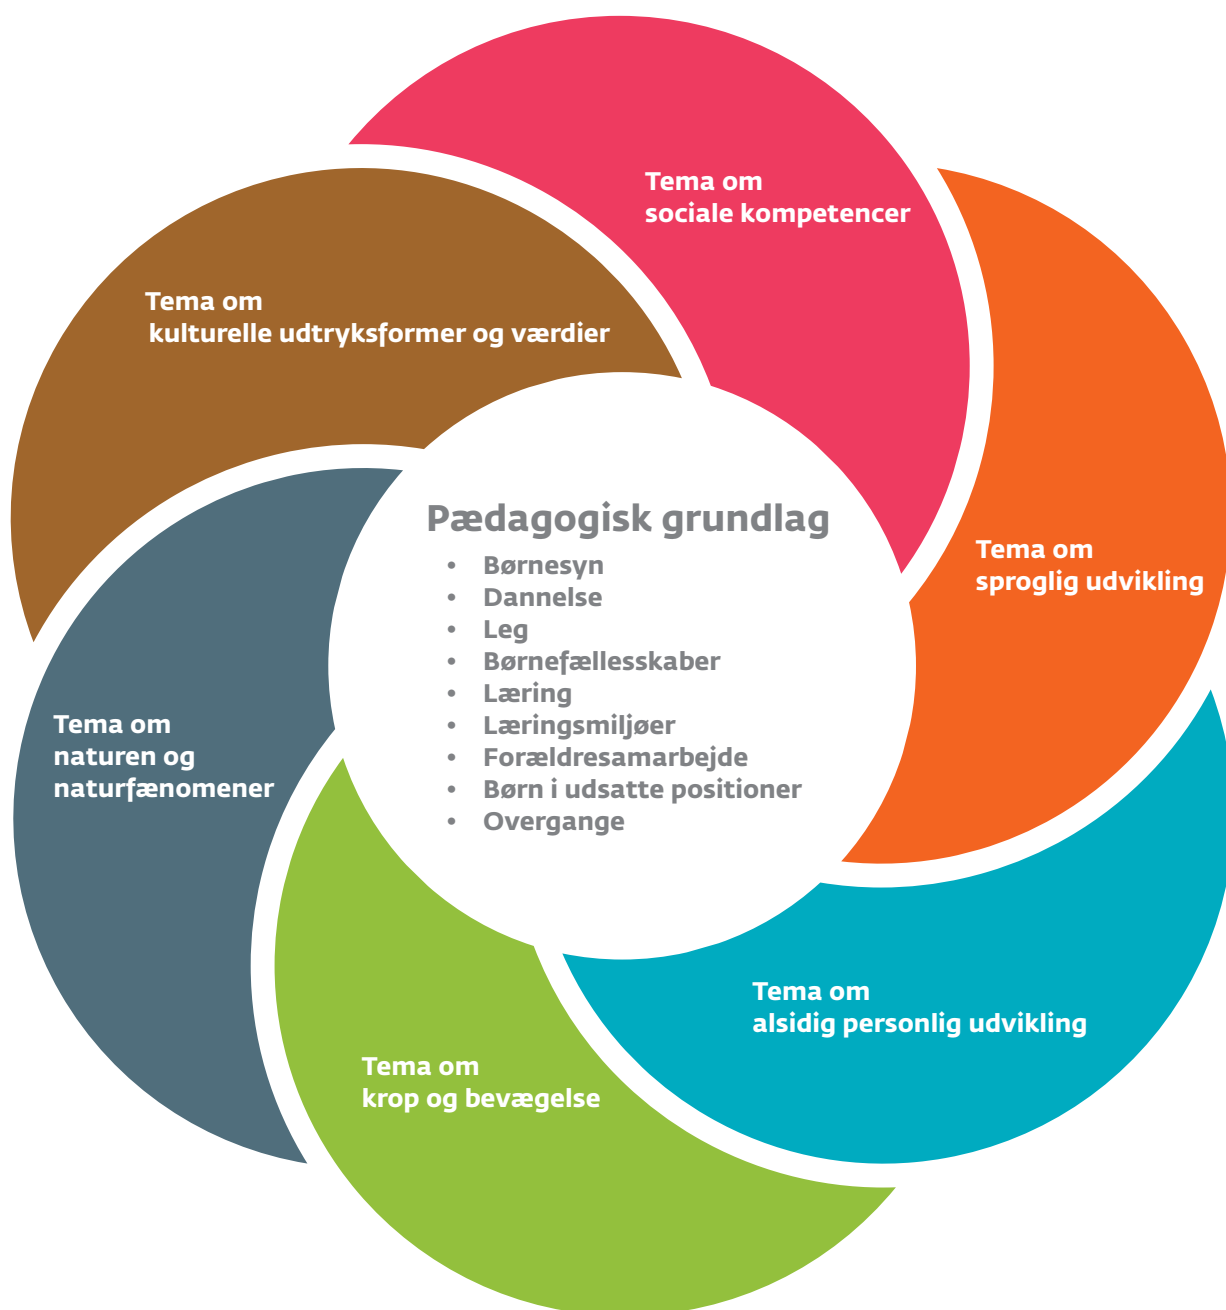 Tema om
sociale kompetencer
Tema om
kulturelle udtryksformer og værdier
Pædagogisk grundlag
• Børnesyn
• Dannelse
• Leg
• Børnefællesskaber
• Læring
• Læringsmiljøer
• Forældresamarbejde
• Børn i udsatte positioner
• Overgange
Tema om
sproglig udvikling
Tema om
naturen og
naturfænomener
Tema om
alsidig personlig udvikling
Tema om
krop og bevægelse